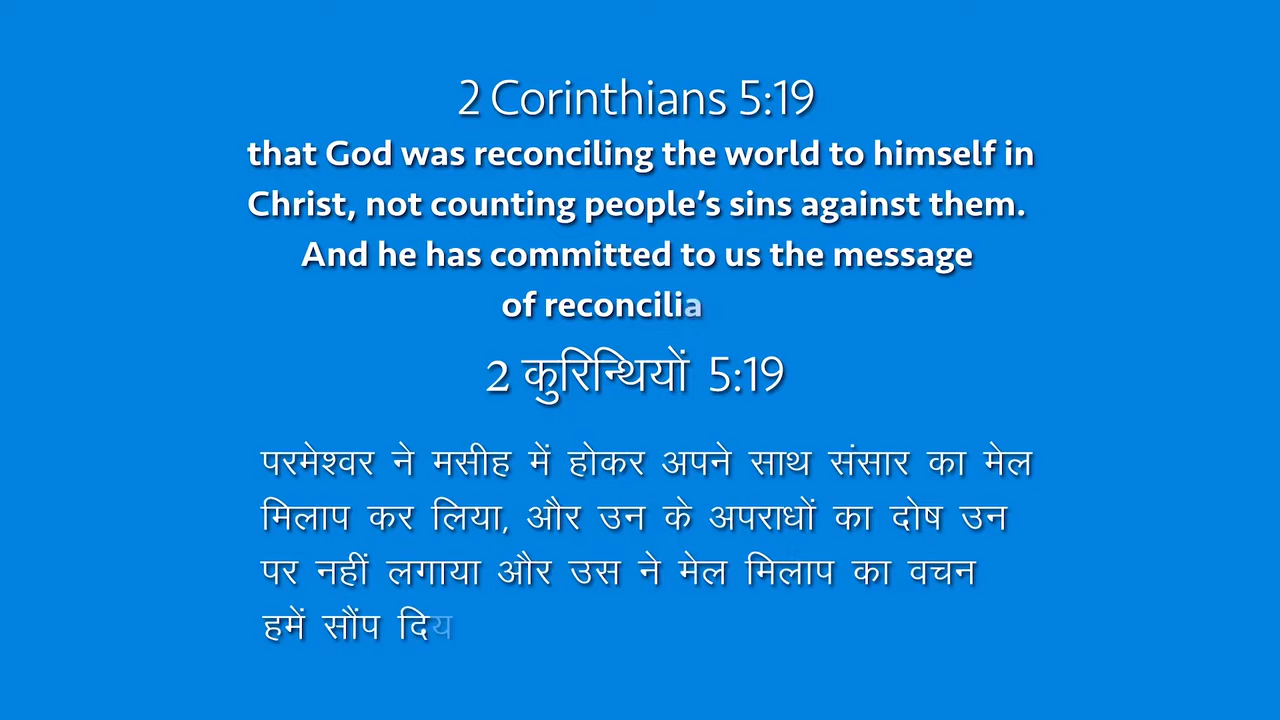 2 Corinthians 5:19
that God was reconciling the world to himself in
Christ, not counting people’s sins against them.
And he has committed to us the message
of reconcilia
2 कुरिन्थियों 5:19
परमेश्वर ने मसीह में होकर अपने साथ संसार का मेल
मिलाप कर लिया, और उन के अपराधों का दोष उन
पर नहीं लगाया और उस ने मेल मिलाप का वचन
हमें सौंप दिय